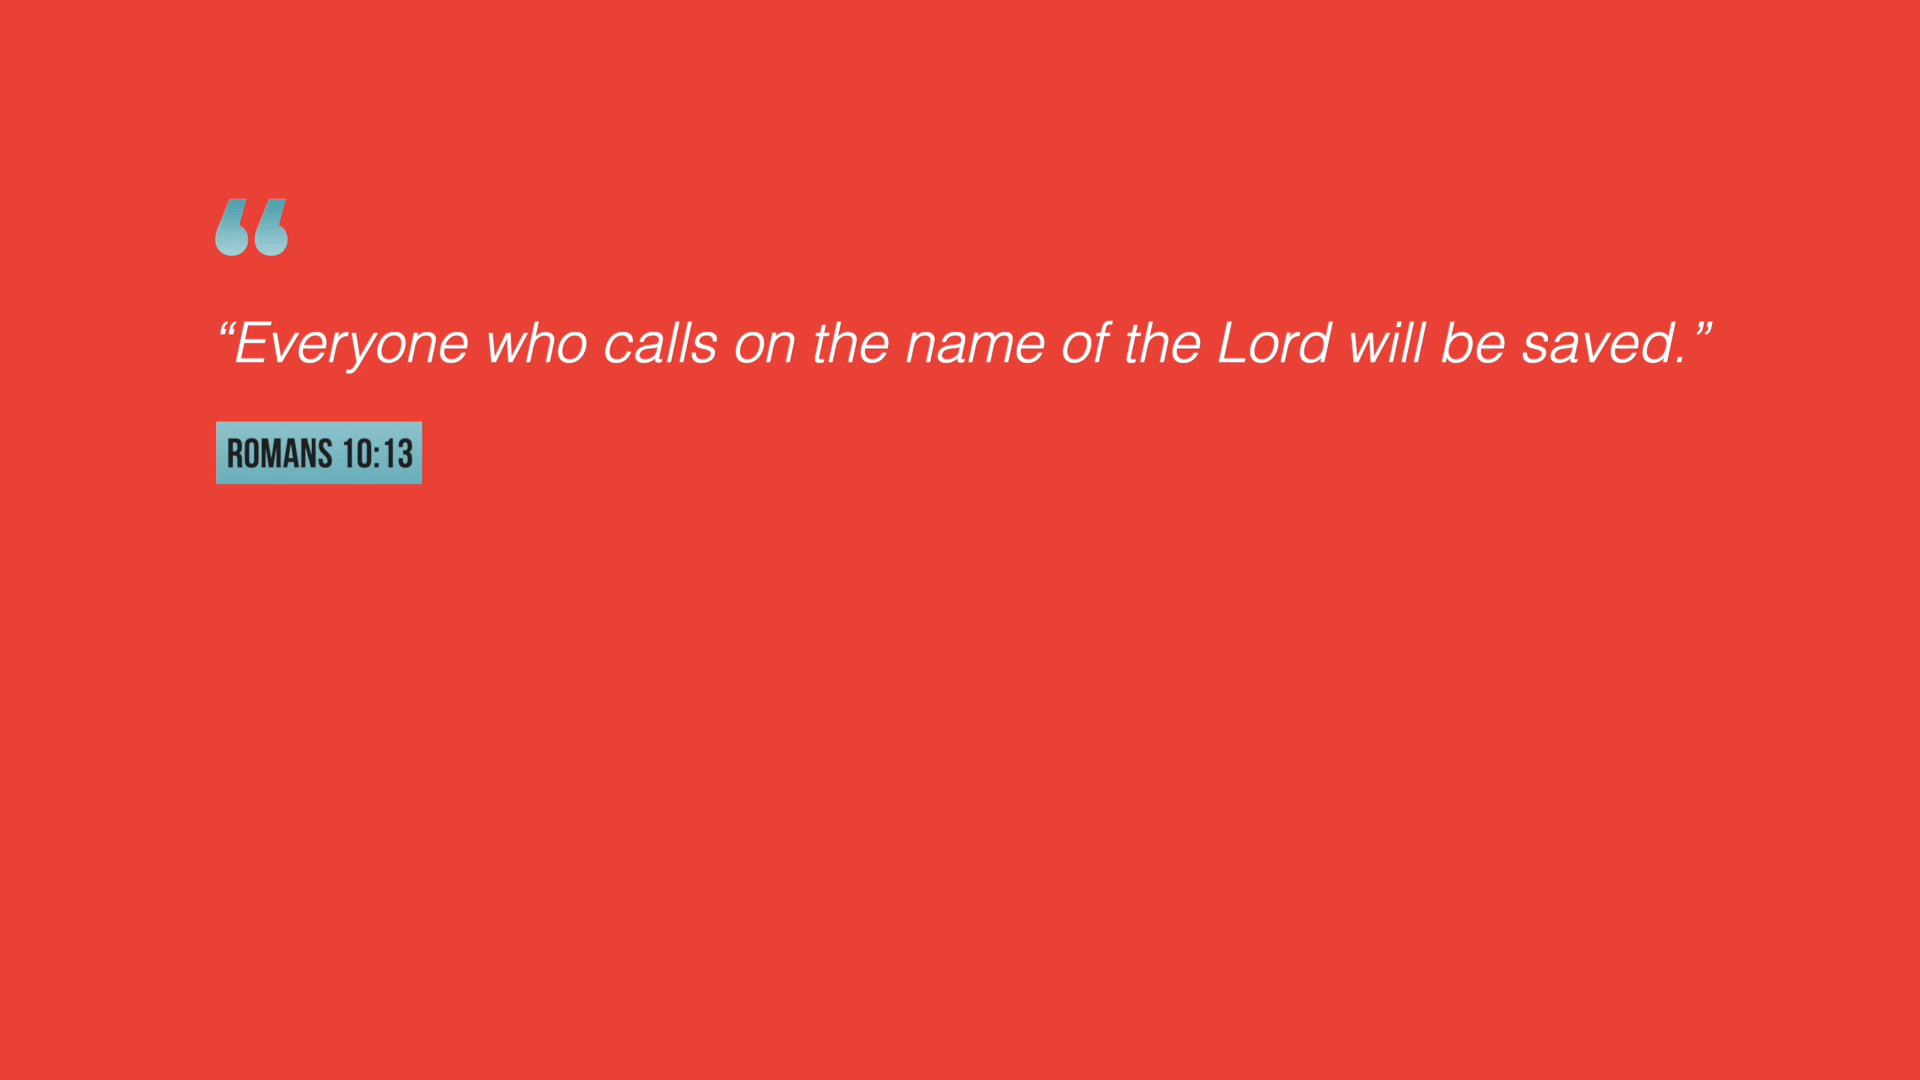 “
“Everyone who calls on the name of the Lord will be saved.”
ROMANS 10:13